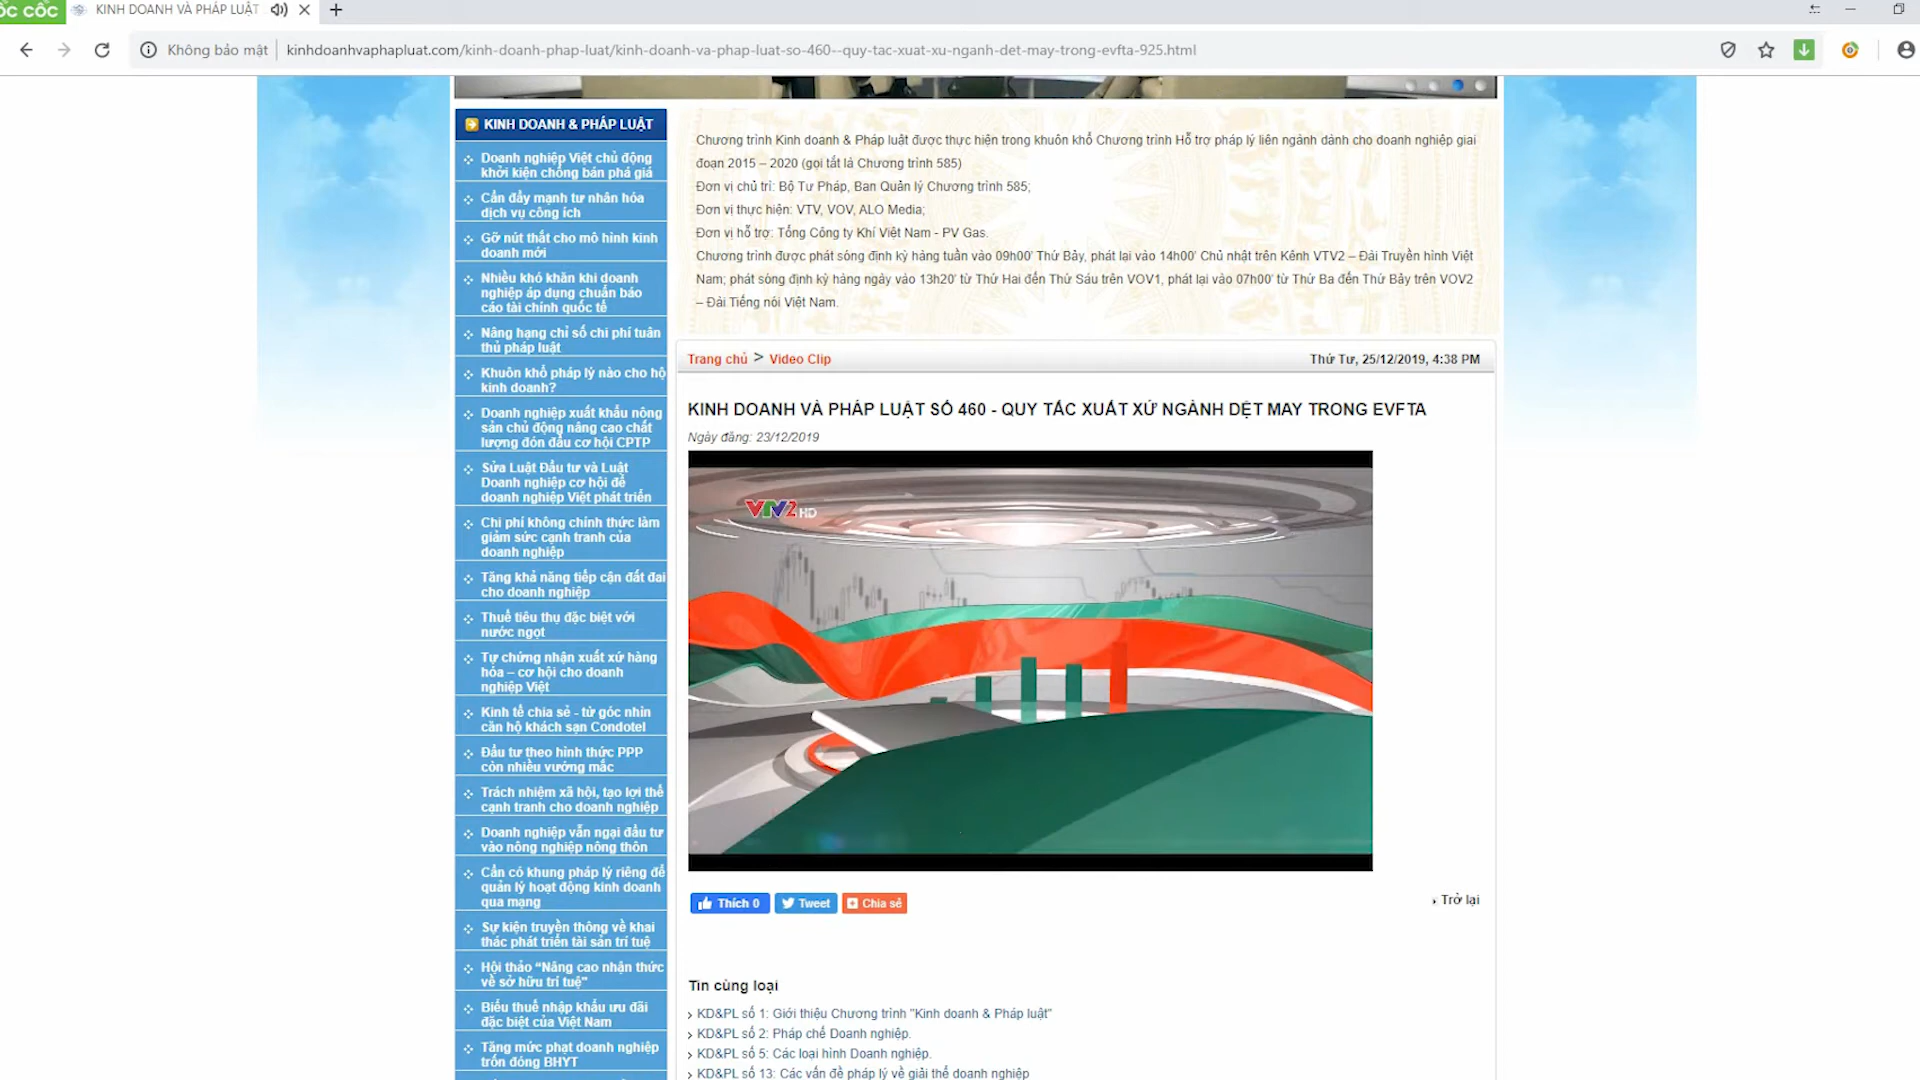 CỐC CỐC
KINH DOANH VÀ PHÁP LUẬT
Không bảo mật
kinhdoanhvaphapluat.com/kinh-doanh-phap-luat/kinh-doanh-va-phap-luat-so-460--quy-tac-xuat-xu-nganh-det-may-trong-evfta-925.html
KINH DOANH & PHÁP LUẬT
Doanh nghiệp Việt chủ động
khởi kiện chống bán phá giá
Cần đẩy mạnh tư nhân hóa
dịch vụ công ích
Gỡ nút thắt cho mô hình kinh
doanh mới
Nhiều khó khăn khi doanh
nghiệp áp dụng chuẩn báo
cáo tài chính quốc tế
Nâng hạng chỉ số chi phí tuân
thủ pháp luật
Khuôn khổ pháp lý nào cho hộ
kinh doanh?
Doanh nghiệp xuất khẩu nông
sản chủ động nâng cao chất
lượng đón đầu cơ hội CPTP
Sửa Luật Đầu tư và Luật
Doanh nghiệp cơ hội để
doanh nghiệp Việt phát triển
Chi phí không chính thức làm
giảm sức cạnh tranh của
doanh nghiệp
Tăng khả năng tiếp cận đất đai
cho doanh nghiệp
Thuế tiêu thụ đặc biệt với
nước ngọt
Tự chứng nhận xuất xứ hàng
hóa – cơ hội cho doanh
nghiệp Việt
Kinh tế chia sẻ - từ góc nhìn
căn hộ khách sạn Condotel
Đầu tư theo hình thức PPP
còn nhiều vướng mắc
Trách nhiệm xã hội, tạo lợi thế
cạnh tranh cho doanh nghiệp
Doanh nghiệp vẫn ngại đầu tư
vào nông nghiệp nông thôn
Cần có khung pháp lý riêng để
quản lý hoạt động kinh doanh
qua mạng
Sự kiện truyền thông về khai
thác phát triển tài sản trí tuệ
Hội thảo “Nâng cao nhận thức
về sở hữu trí tuệ”
Biểu thuế nhập khẩu ưu đãi
đặc biệt của Việt Nam
Tăng mức phạt doanh nghiệp
trốn đóng BHYT
Chương trình Kinh doanh & Pháp luật được thực hiện trong khuôn khổ Chương trình Hỗ trợ pháp lý liên ngành dành cho doanh nghiệp giai
đoạn 2015 – 2020 (gọi tắt là Chương trình 585)
Đơn vị chủ trì: Bộ Tư Pháp, Ban Quản lý Chương trình 585;
Đơn vị thực hiện: VTV, VOV, ALO Media;
Đơn vị hỗ trợ: Tổng Công ty Khí Việt Nam - PV Gas.
Chương trình được phát sóng định kỳ hàng tuần vào 09h00’ Thứ Bảy, phát lại vào 14h00’ Chủ nhật trên Kênh VTV2 – Đài Truyền hình Việt
Nam; phát sóng định kỳ hàng ngày vào 13h20’ từ Thứ Hai đến Thứ Sáu trên VOV1, phát lại vào 07h00’ từ Thứ Ba đến Thứ Bảy trên VOV2
– Đài Tiếng nói Việt Nam.
Trang chủ > Video Clip
Thứ Tư, 25/12/2019, 4:38 PM
KINH DOANH VÀ PHÁP LUẬT SỐ 460 - QUY TẮC XUẤT XỨ NGÀNH DỆT MAY TRONG EVFTA
Ngày đăng: 23/12/2019
VTV2 HD
Thích 0
Tweet
Chia sẻ
Trở lại
Tin cùng loại
KD&PL số 1: Giới thiệu Chương trình "Kinh doanh & Pháp luật"
KD&PL số 2: Pháp chế Doanh nghiệp.
KD&PL số 5: Các loại hình Doanh nghiệp.
KD&PL số 13: Các vấn đề pháp lý về giải thể doanh nghiệp